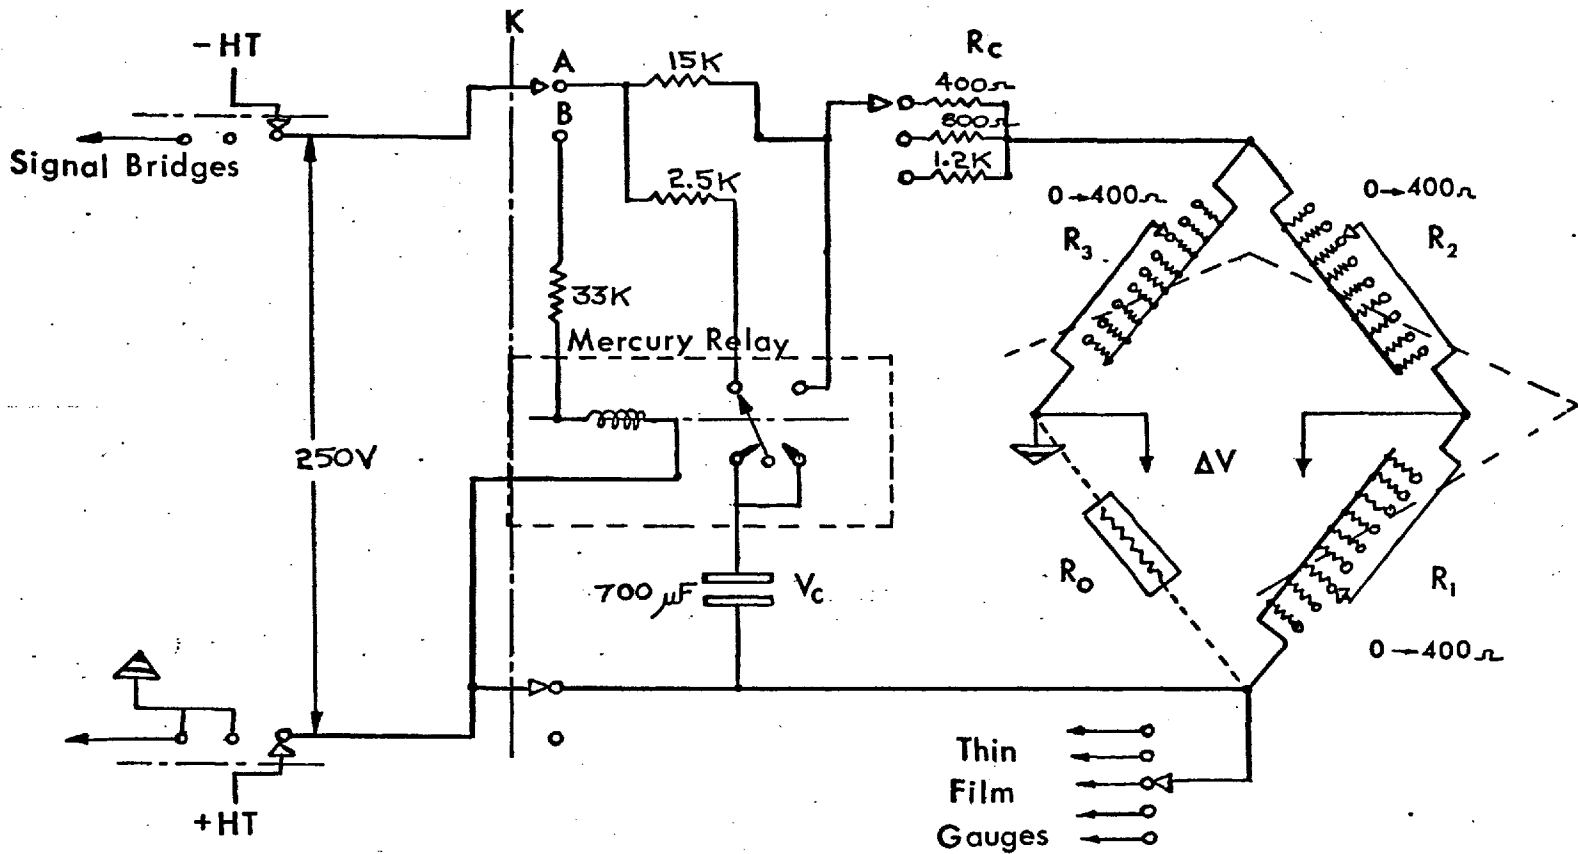 K
-HT
A
15K
Rc
400Ω
B
800Ω
Signal Bridges
1.2K
2.5K
0→400Ω
0→400Ω
R3
R2
33K
Mercury Relay
250V
ΔV
Ro
R1
700 μF
Vc
0→400Ω
Thin
Film
+HT
Gauges